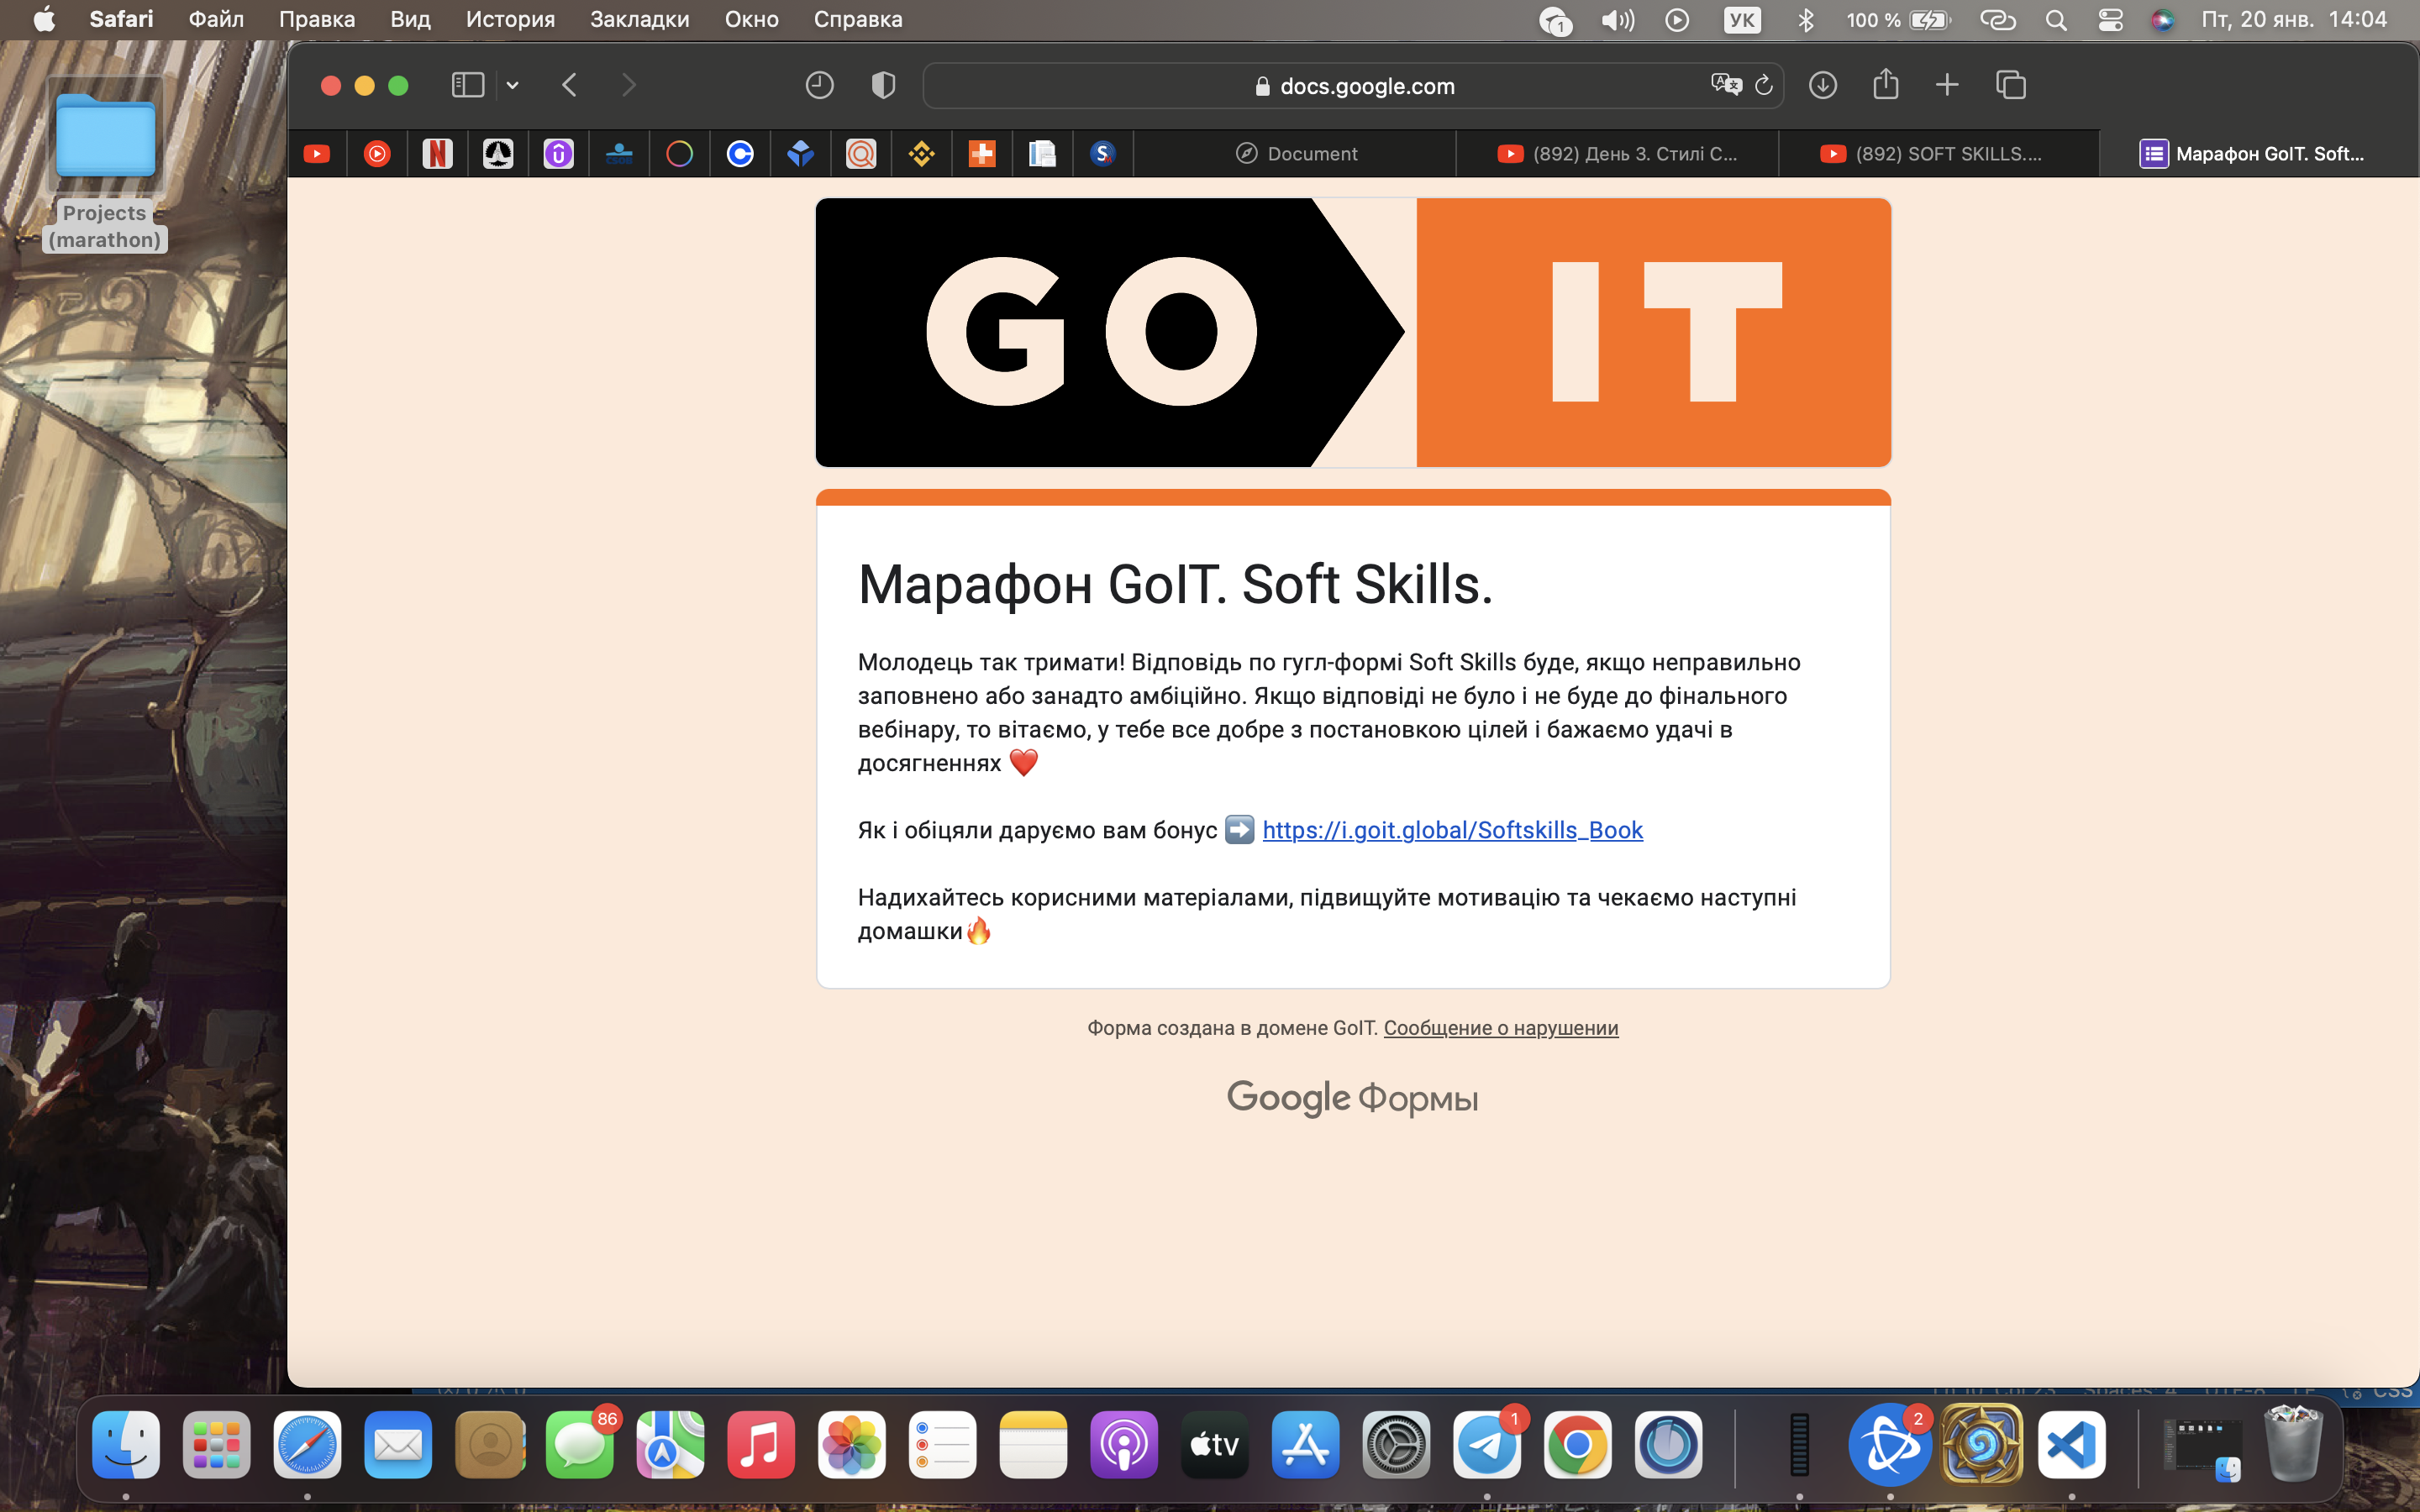 Safari Файл Правка Вид История Закладки Окно Справка
1 УК 100 % Пт, 20 янв. 14:04
docs.google.com
Document (892) День 3. Стилі C... (892) SOFT SKILLS.... Марафон GoIT. Soft...
Projects
(marathon)
GO IT
Марафон GoIT. Soft Skills.
Молодець так тримати! Відповідь по гугл-формі Soft Skills буде, якщо неправильно
заповнено або занадто амбіційно. Якщо відповіді не було і не буде до фінального
вебінару, то вітаємо, у тебе все добре з постановкою цілей і бажаємо удачі в
досягненнях ❤️
Як і обіцяли даруємо вам бонус ➡️ https://i.goit.global/Softskills_Book
Надихайтесь корисними матеріалами, підвищуйте мотивацію та чекаємо наступні
домашки🔥
Форма создана в домене GoIT. Сообщение о нарушении
Google Формы
86 tv 1 2